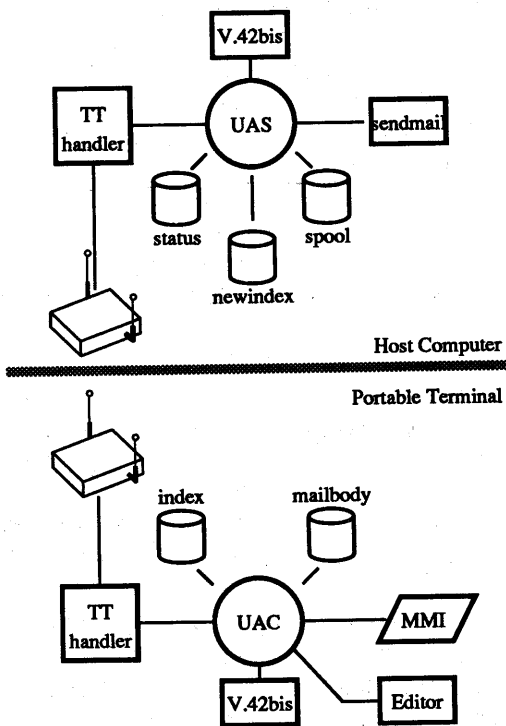 V.42bis
TT
handler
UAS
sendmail
status
spool
newindex
Host Computer
Portable Terminal
index
mailbody
TT
handler
UAC
MMI
V.42bis
Editor